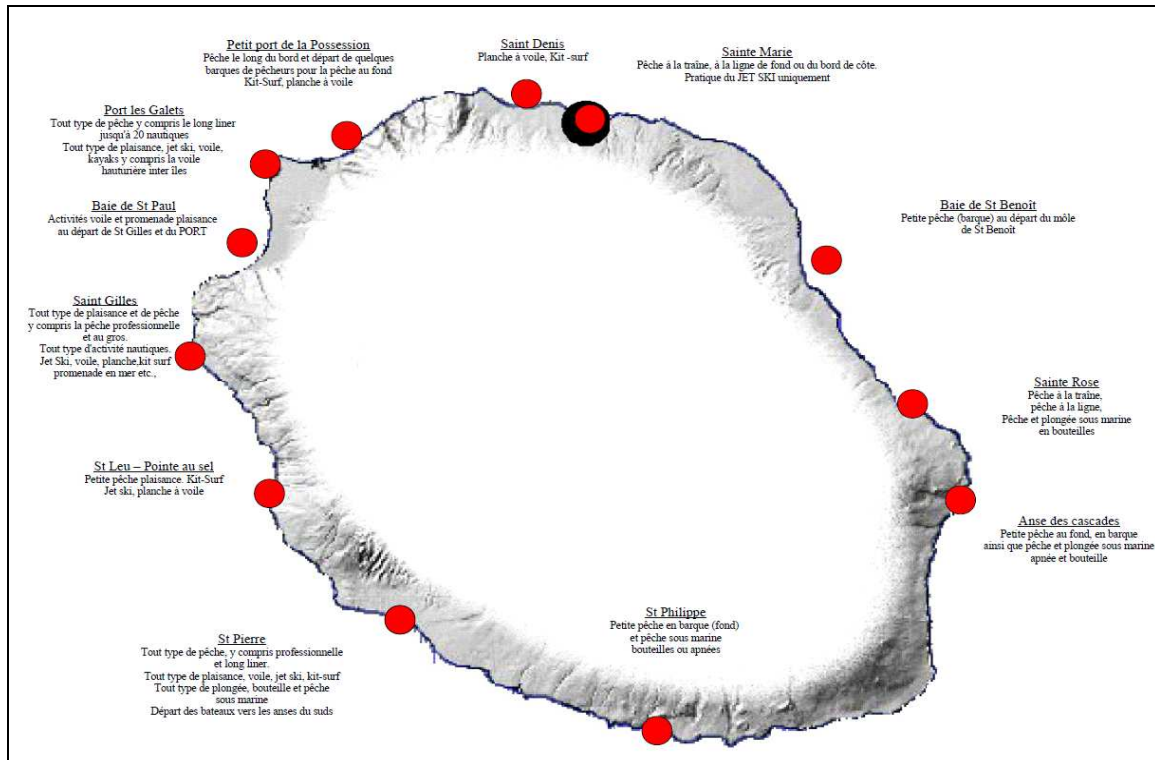 Petit port de la Possession
Pêche le long du bord et départ de quelques
barques de pêcheurs pour la pêche au fond
Kit-Surf, planche à voile
Saint Denis
Planche à voile, Kit -surf
Sainte Marie
Pêche à la traîne, à la ligne de fond ou du bord de côte.
Pratique du JET SKI uniquement
Port les Galets
Tout type de pêche y compris le long liner
jusqu'à 20 nautiques
Tout type de plaisance, jet ski, voile,
kayaks y compris la voile
hauturière inter îles
Baie de St Paul
Activités voile et promenade plaisance
au départ de St Gilles et du PORT
Baie de St Benoît
Petite pêche (barque) au départ du môle
de St Benoît
Saint Gilles
Tout type de plaisance et de pêche
y compris la pêche professionnelle
et au gros.
Tout type d'activité nautiques,
Jet Ski, voile, planche,kit surf
promenade en mer etc.,
Sainte Rose
Pêche à la traîne,
pêche à la ligne,
Pêche et plongée sous marine
en bouteilles
St Leu – Pointe au sel
Petite pêche plaisance. Kit-Surf
Jet ski, planche à voile
Anse des cascades
Petite pêche au fond, en barque
ainsi que pêche et plongée sous marine
apnée et bouteille
St Philippe
Petite pêche en barque (fond)
et pêche sous marine
bouteilles ou apnées
St Pierre
Tout type de pêche, y compris professionnelle
et long liner.
Tout type de plaisance, voile, jet ski, kit-surf
Tout type de plongée, bouteille et pêche
sous marine
Départ des bateaux vers les anses du suds